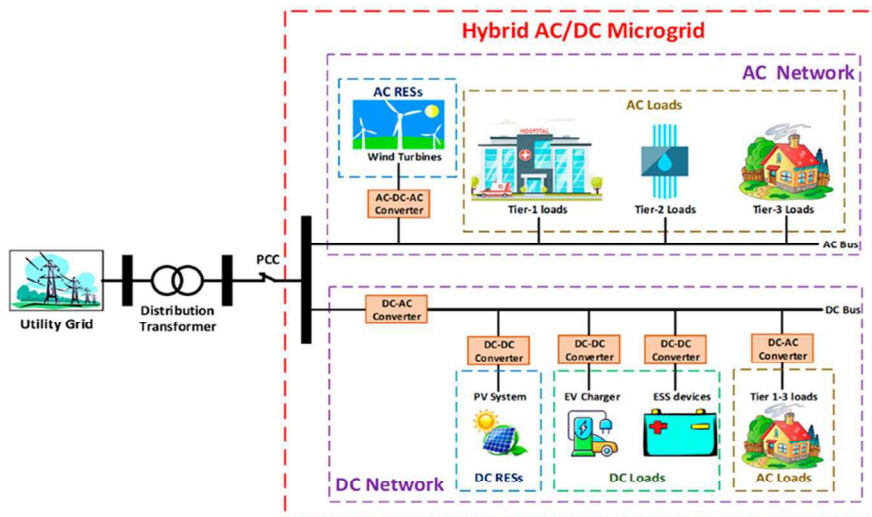 Hybrid AC/DC Microgrid
AC Network
AC RESs
Wind Turbines
AC-DC-AC
Converter
AC Loads
HOSPITAL
Tier-1 loads
Tier-2 Loads
Tier-3 Loads
AC Bus
Utility Grid
Distribution
Transformer
PCC
DC-AC
Converter
DC Bus
DC-DC
Converter
DC-DC
Converter
DC-DC
Converter
DC-AC
Converter
PV System
EV Charger
ESS devices
Tier 1-3 loads
DC RESs
DC Loads
AC Loads
DC Network